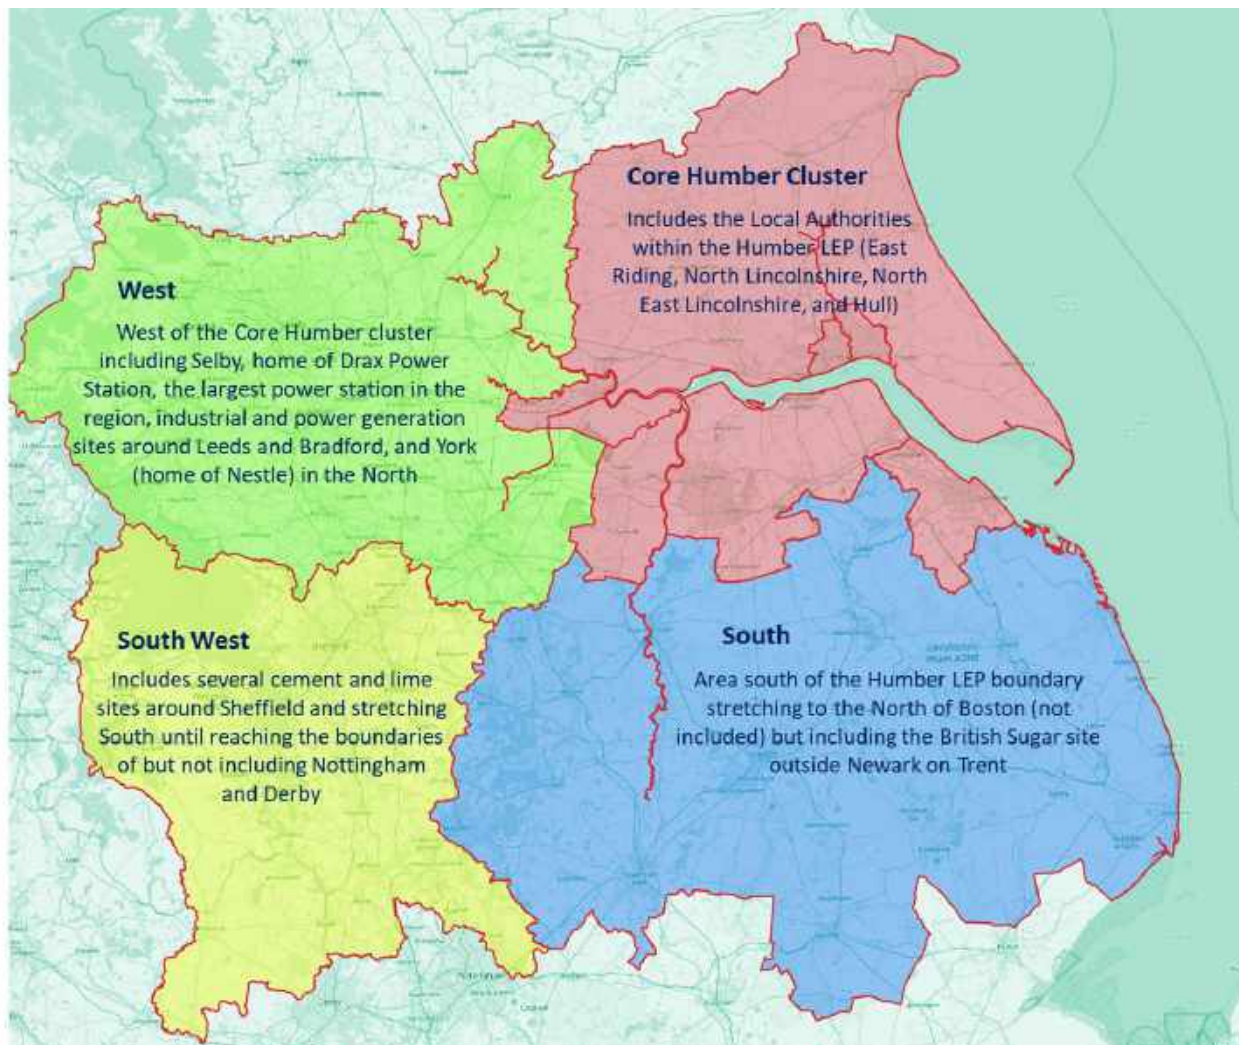 Core Humber Cluster
Includes the Local Authorities
within the Humber LEP (East
Riding, North Lincolnshire, North
East Lincolnshire, and Hull)
West
West of the Core Humber cluster
including Selby, home of Drax Power
Station, the largest power station in the
region, industrial and power generation
sites around Leeds and Bradford, and York
(home of Nestle) in the North
South West
Includes several cement and lime
sites around Sheffield and stretching
South until reaching the boundaries
of but not including Nottingham
and Derby
South
Area south of the Humber LEP boundary
stretching to the North of Boston (not
included) but including the British Sugar site
outside Newark on Trent